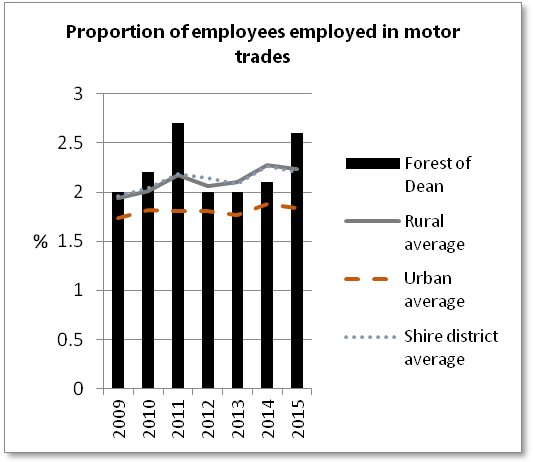 Proportion of employees employed in motor
trades
3
2.5
2
%
1.5
1
0.5
0
2009
2010
2011
2012
2013
2014
2015
Forest of
Dean
Rural
average
Urban
average
Shire district
average